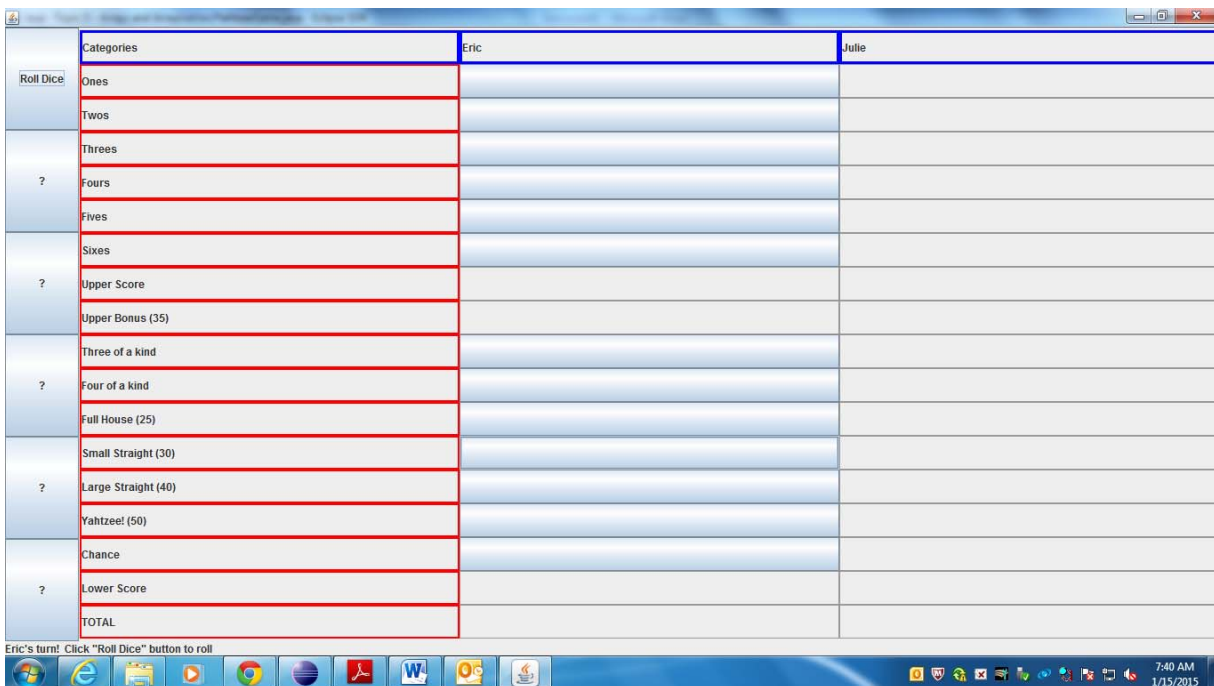 Categories Eric Julie
Roll Dice
Ones
Twos
Threes
?
Fours
Fives
Sixes
?
Upper Score
Upper Bonus (35)
Three of a kind
?
Four of a kind
Full House (25)
Small Straight (30)
?
Large Straight (40)
Yahtzee! (50)
Chance
?
Lower Score
TOTAL
Eric's turn! Click "Roll Dice" button to roll
7:40 AM
1/15/2015